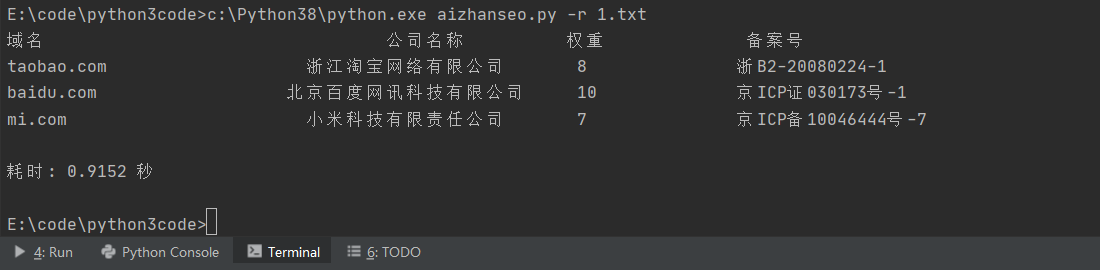 E:\code\python3code>c:\Python38\python.exe aizhanseo.py -r 1.txt
域名 公司名称 权重 备案号
taobao.com 浙江淘宝网络有限公司 8 浙B2-20080224-1
baidu.com 北京百度网讯科技有限公司 10 京ICP证030173号-1
mi.com 小米科技有限责任公司 7 京ICP备10046444号-7
耗时: 0.9152 秒
E:\code\python3code>
4: Run Python Console Terminal 6: TODO